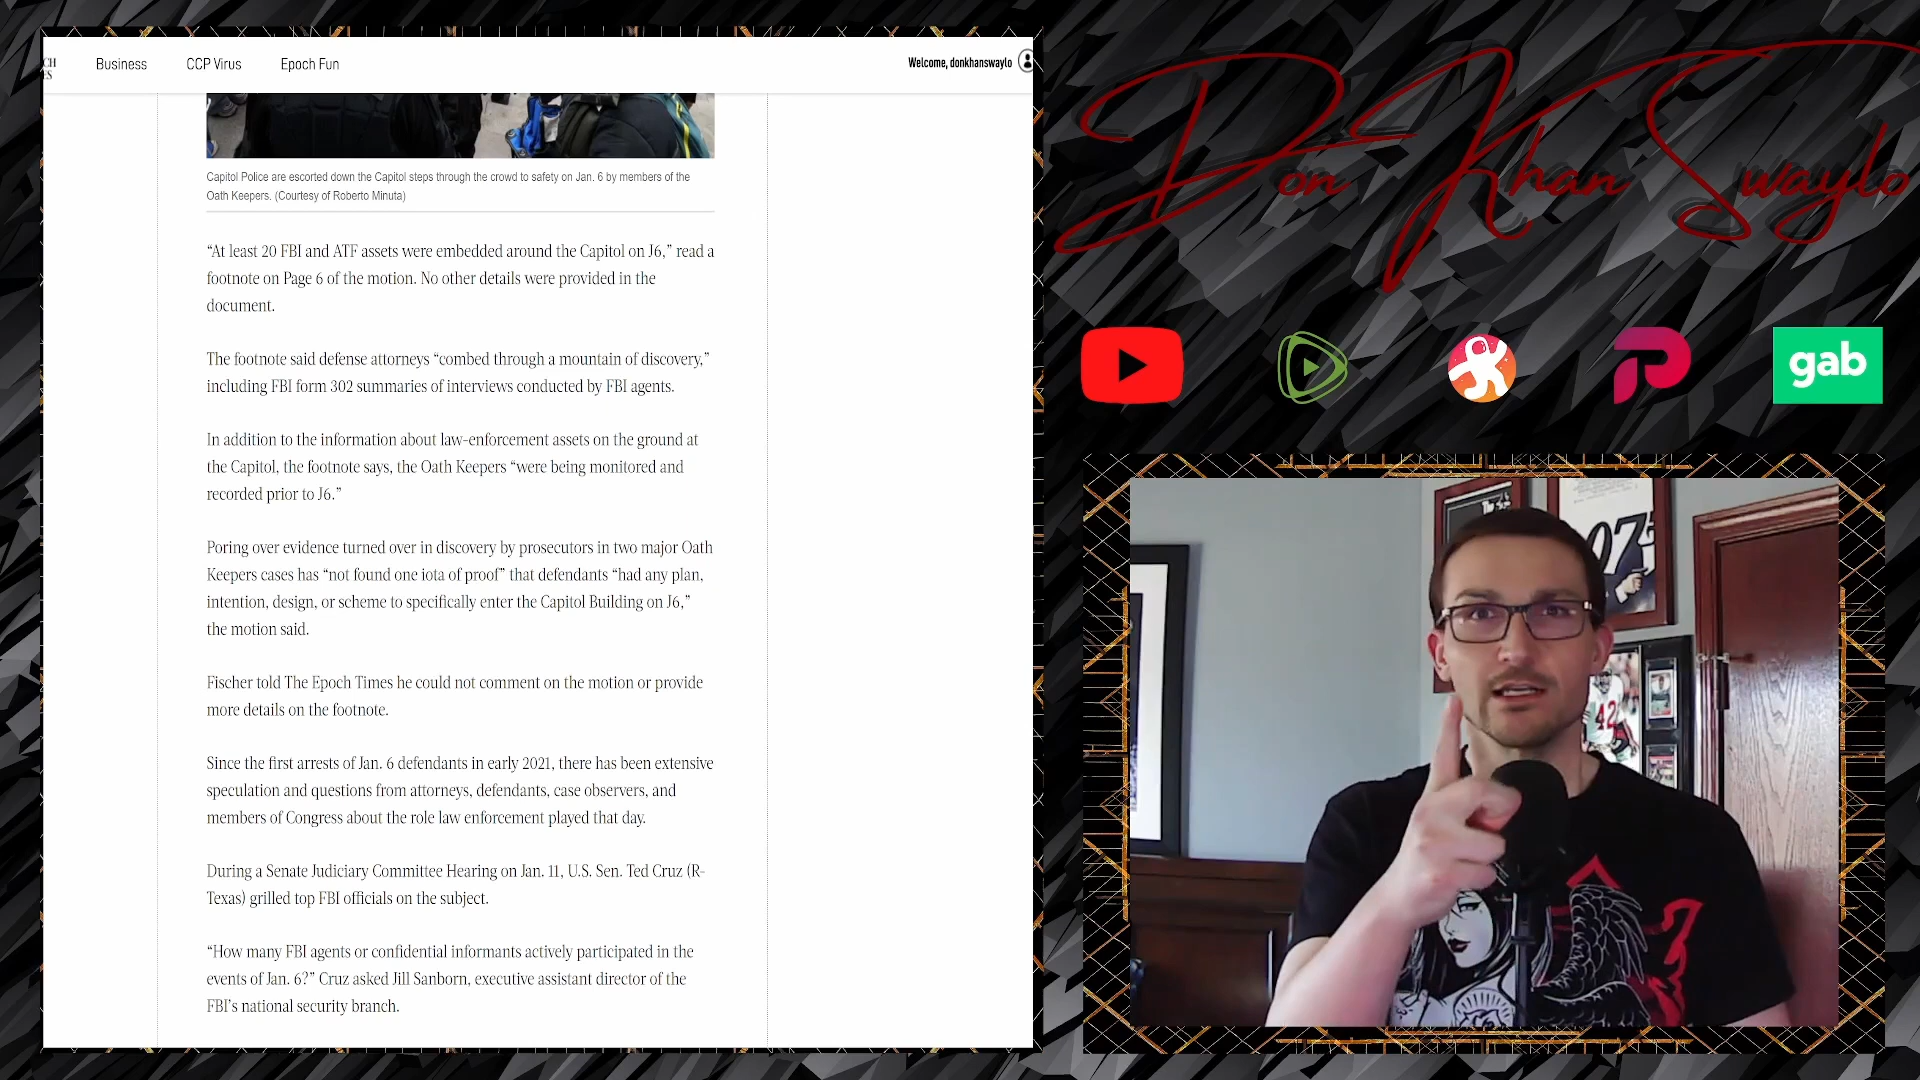 CH
ES
Business
CCP Virus
Epoch Fun
Welcome, donkhanswaylo
Capitol Police are escorted down the Capitol steps through the crowd to safety on Jan. 6 by members of the
Oath Keepers. (Courtesy of Roberto Minuta)
“At least 20 FBI and ATF assets were embedded around the Capitol on J6,” read a
footnote on Page 6 of the motion. No other details were provided in the
document.
The footnote said defense attorneys “combed through a mountain of discovery,”
including FBI form 302 summaries of interviews conducted by FBI agents.
In addition to the information about law-enforcement assets on the ground at
the Capitol, the footnote says, the Oath Keepers “were being monitored and
recorded prior to J6.”
Poring over evidence turned over in discovery by prosecutors in two major Oath
Keepers cases has “not found one iota of proof” that defendants “had any plan,
intention, design, or scheme to specifically enter the Capitol Building on J6,”
the motion said.
Fischer told The Epoch Times he could not comment on the motion or provide
more details on the footnote.
Since the first arrests of Jan. 6 defendants in early 2021, there has been extensive
speculation and questions from attorneys, defendants, case observers, and
members of Congress about the role law enforcement played that day.
During a Senate Judiciary Committee Hearing on Jan. 11, U.S. Sen. Ted Cruz (R-
Texas) grilled top FBI officials on the subject.
“How many FBI agents or confidential informants actively participated in the
events of Jan. 6?” Cruz asked Jill Sanborn, executive assistant director of the
FBI’s national security branch.
Don Khan Swaylo
gab
007
42